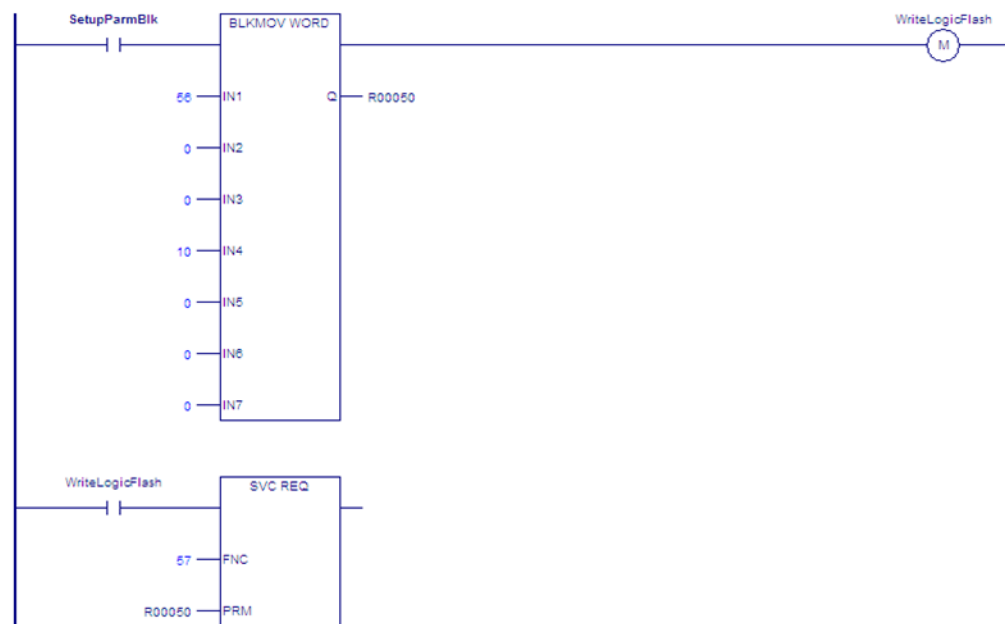 SetupParmBlk BLKMOV WORD WriteLogicFlash
M
56 IN1 Q R00050
0 IN2
0 IN3
10 IN4
0 IN5
0 IN6
0 IN7
WriteLogicFlash SVC REQ
57 FNC
R00050 PRM